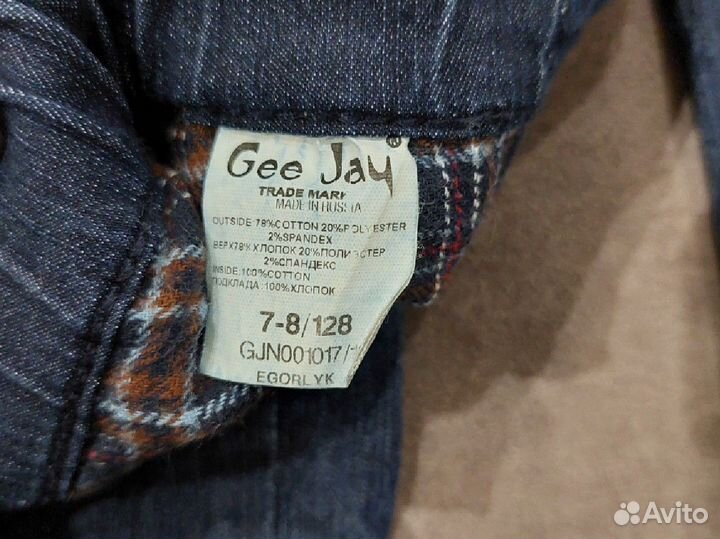 Gee Jay®
TRADE MARK
MADE IN RUSSIA
OUTSIDE:78%COTTON 20%POLYESTER
2%SPANDEX
ВЕРХ78% ХЛОПОК 20%ПОЛИЭСТЕР
2%СПАНДЕКС
INSIDE:100%COTTON
ПОДКЛАДА :100%ХЛОПОК
7-8/128
GJN001017/
EGORLYK
Avito